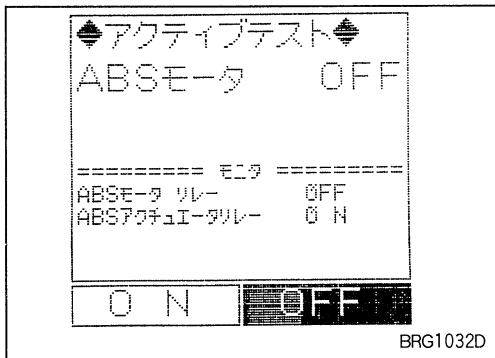 ◆アクティブテスト◆
ABSモータ OFF
========= モニタ =========
ABSモータ リレー OFF
ABSアクチュエータリレー ON
ON OFF
BRG1032D